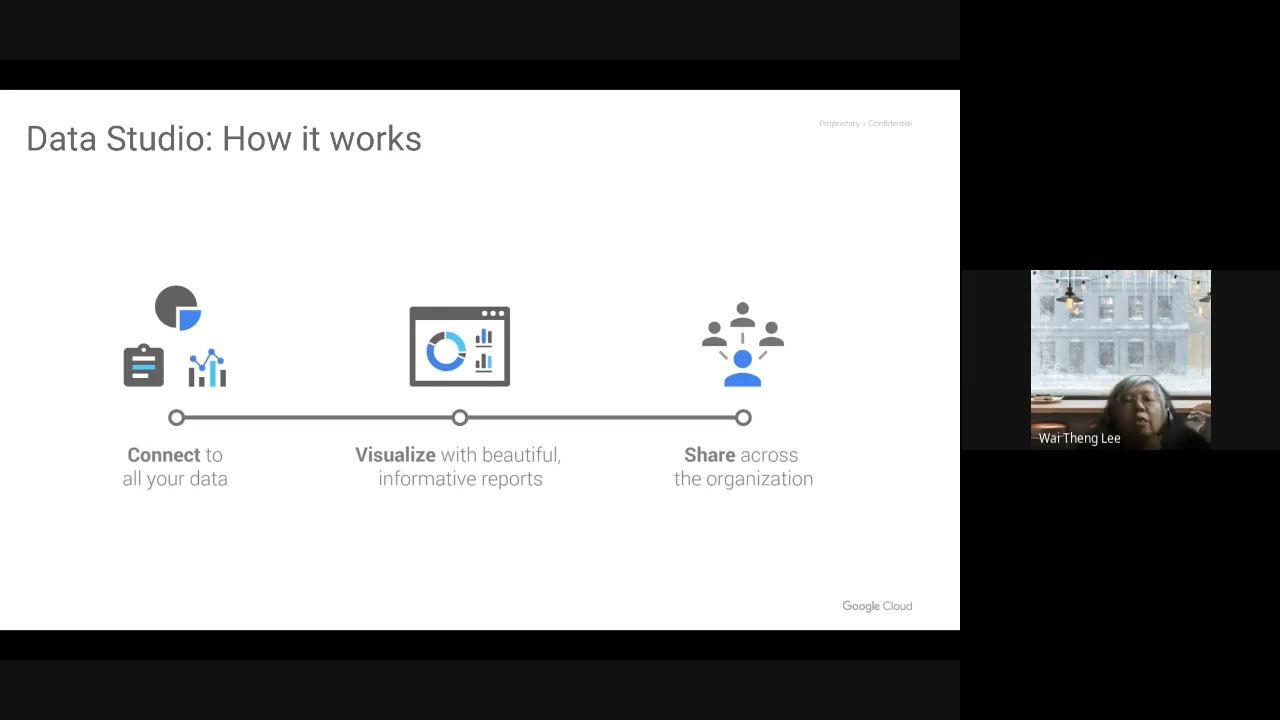 Data Studio: How it works
Proprietary + Confidential
Connect to
all your data
Visualize with beautiful,
informative reports
Share across
the organization
Google Cloud
Wai Theng Lee